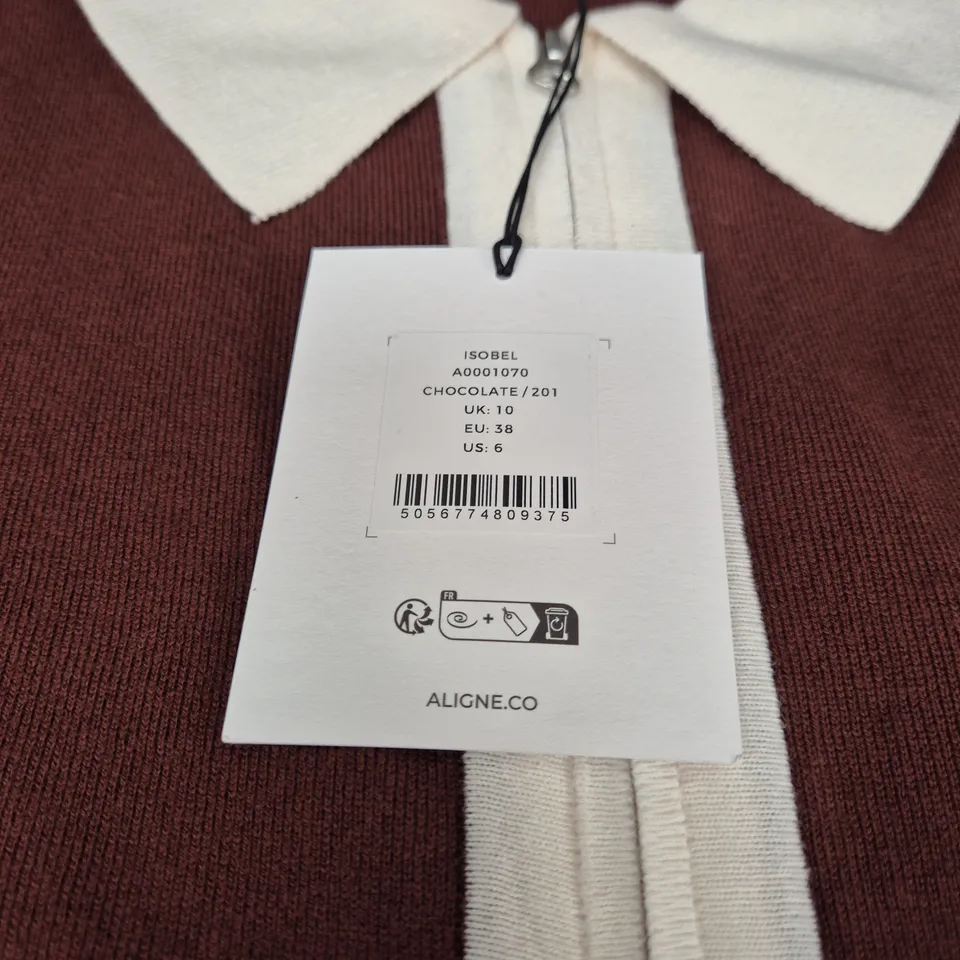 ISOBEL
A0001070
CHOCOLATE / 201
UK: 10
EU: 38
US: 6
5056774809375
FR
+
ALIGNE.CO